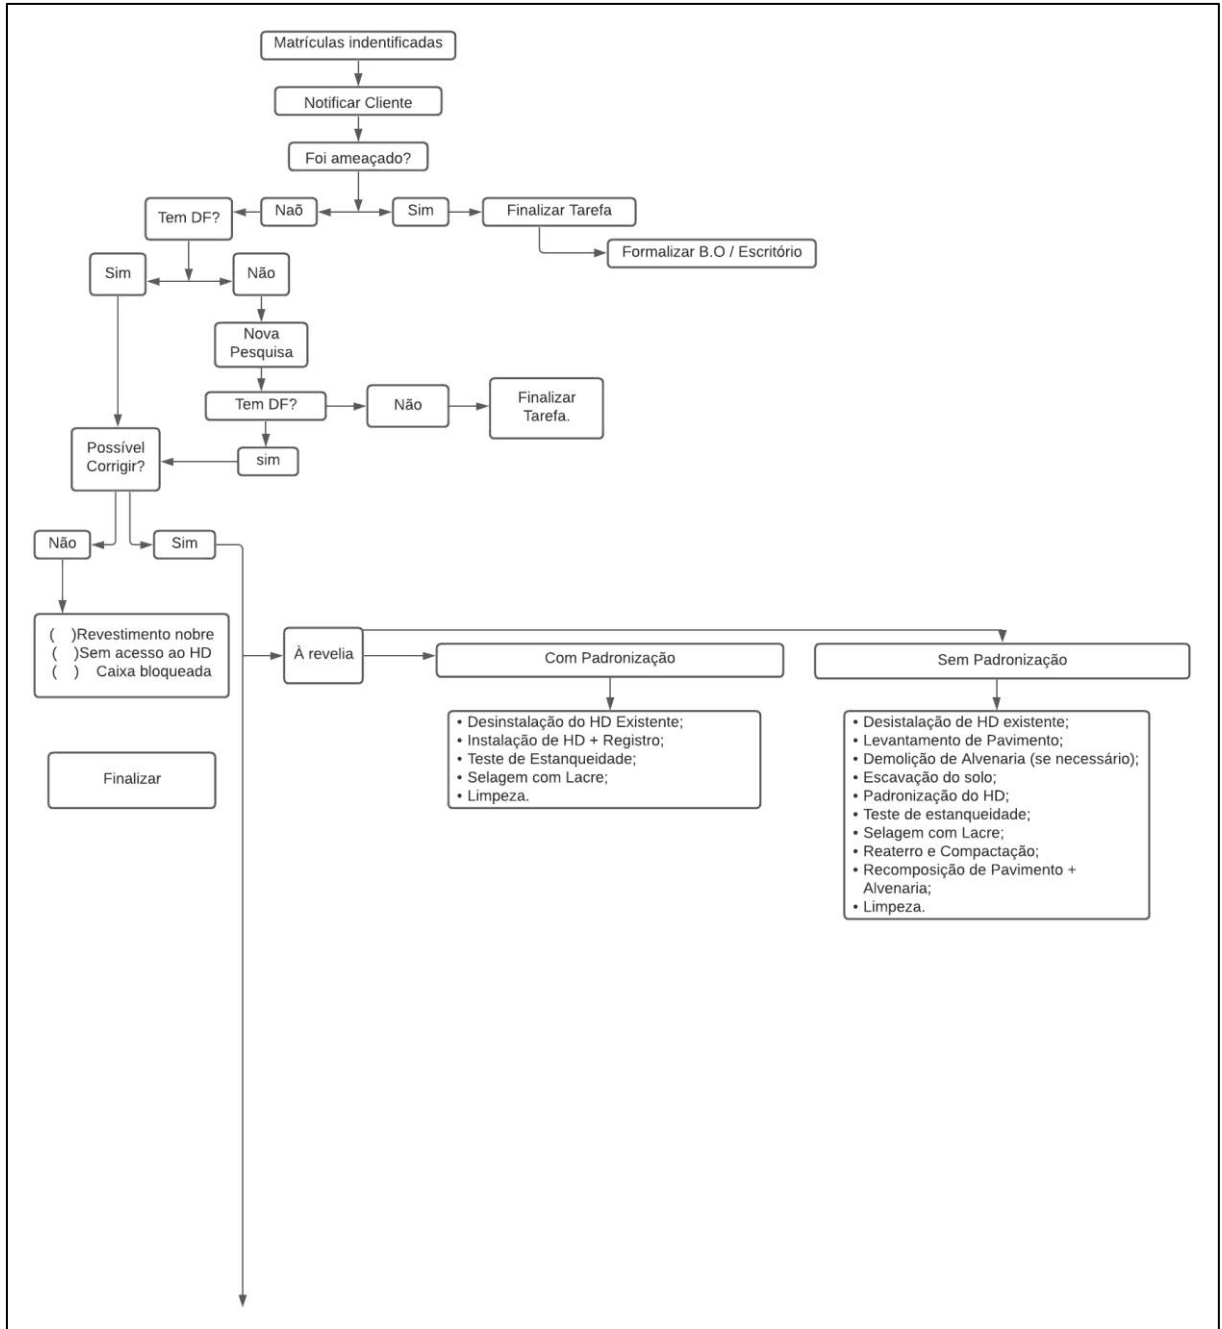 Matrículas indentificadas
Notificar Cliente
Foi ameaçado?
Tem DF?
Naõ
Sim
Finalizar Tarefa
Formalizar B.O / Escritório
Sim
Não
Nova
Pesquisa
Tem DF?
Não
Finalizar
Tarefa.
sim
Possível
Corrigir?
Não
Sim
(   )Revestimento nobre
(   )Sem acesso ao HD
(   )   Caixa bloqueada
À revelia
Com Padronização
Sem Padronização
• Desinstalação do HD Existente;
• Instalação de HD + Registro;
• Teste de Estanqueidade;
• Selagem com Lacre;
• Limpeza.
• Desistalação de HD existente;
• Levantamento de Pavimento;
• Demolição de Alvenaria (se necessário);
• Escavação do solo;
• Padronização do HD;
• Teste de estanqueidade;
• Selagem com Lacre;
• Reaterro e Compactação;
• Recomposição de Pavimento +
Alvenaria;
• Limpeza.
Finalizar